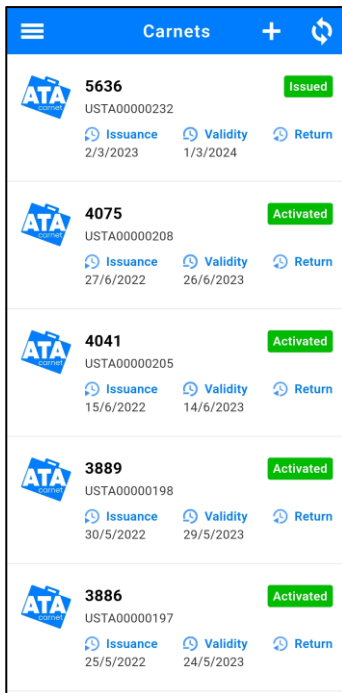 Carnets
ATA carnet
5636 Issued
USTA00000232
Issuance Validity Return
2/3/2023 1/3/2024
ATA carnet
4075 Activated
USTA00000208
Issuance Validity Return
27/6/2022 26/6/2023
ATA carnet
4041 Activated
USTA00000205
Issuance Validity Return
15/6/2022 14/6/2023
ATA carnet
3889 Activated
USTA00000198
Issuance Validity Return
30/5/2022 29/5/2023
ATA carnet
3886 Activated
USTA00000197
Issuance Validity Return
25/5/2022 24/5/2023